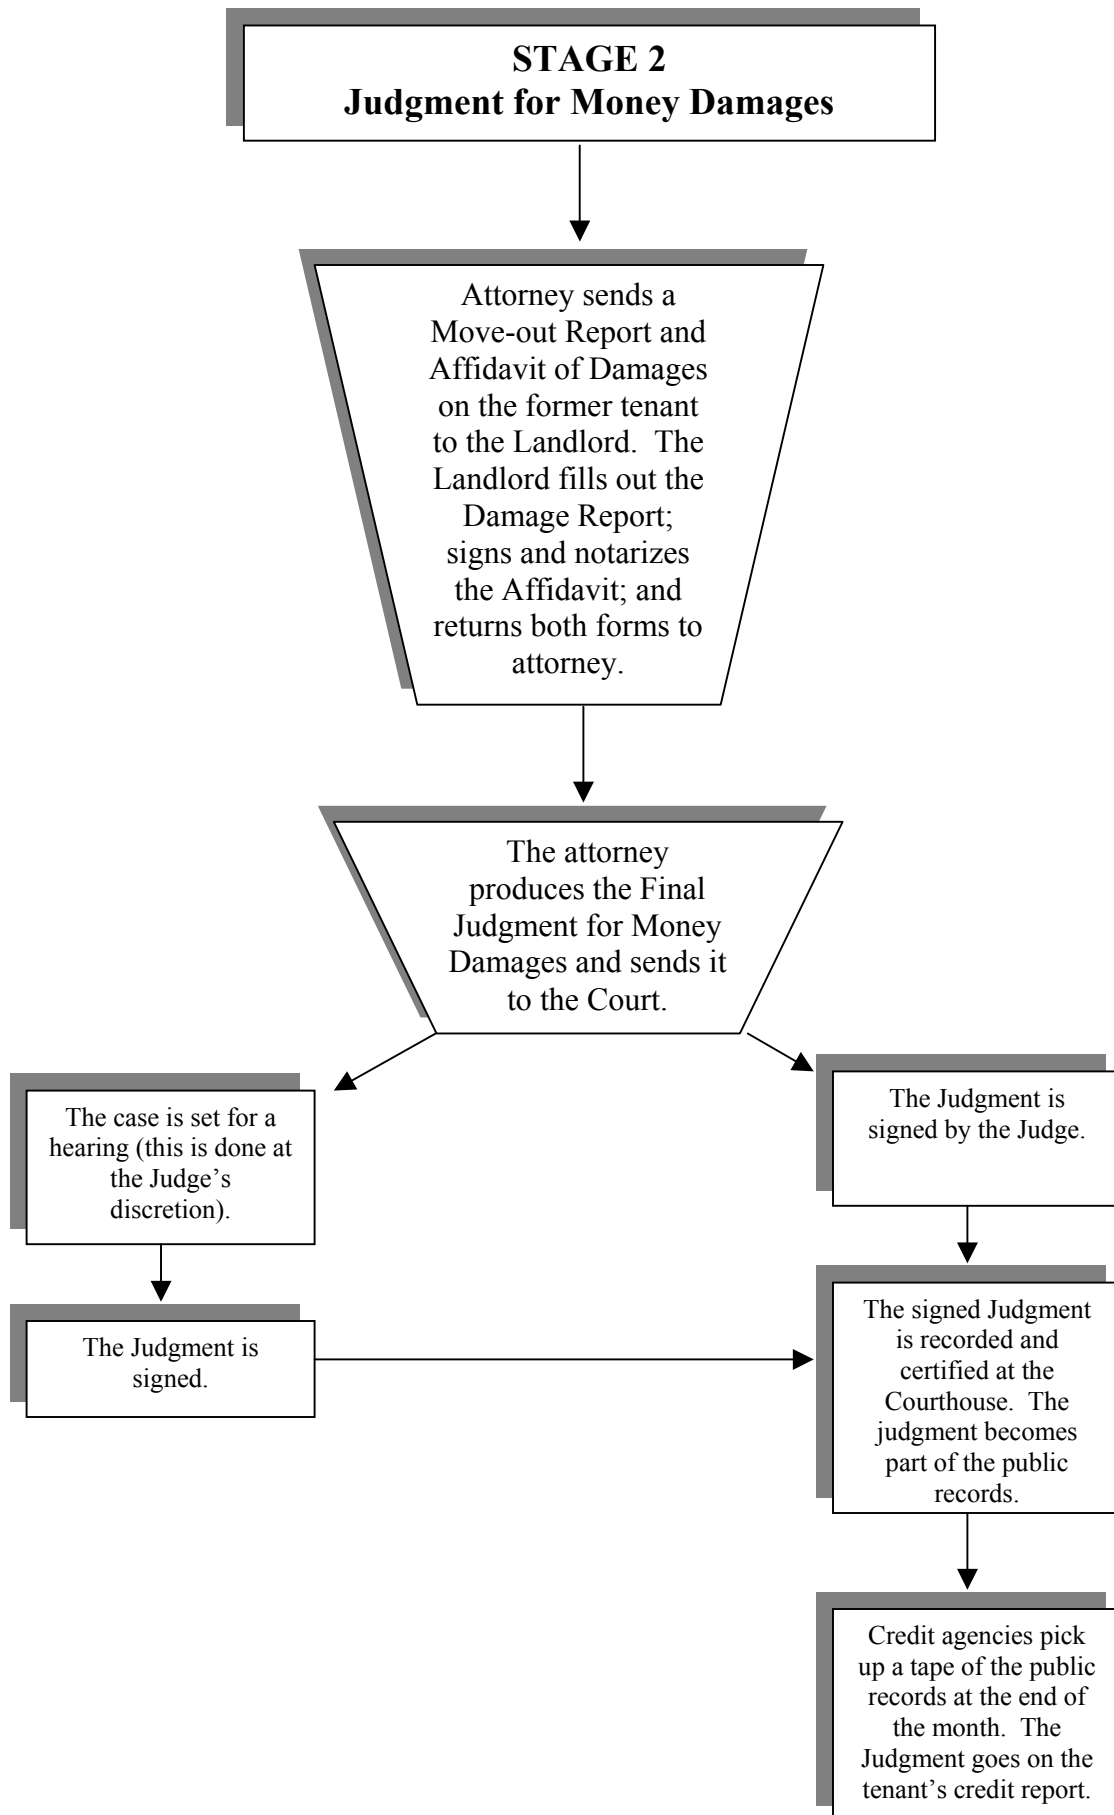 STAGE 2
Judgment for Money Damages
Attorney sends a
Move-out Report and
Affidavit of Damages
on the former tenant
to the Landlord.  The
Landlord fills out the
Damage Report;
signs and notarizes
the Affidavit; and
returns both forms to
attorney.
The attorney
produces the Final
Judgment for Money
Damages and sends it
to the Court.
The case is set for a
hearing (this is done at
the Judge’s
discretion).
The Judgment is
signed.
The Judgment is
signed by the Judge.
The signed Judgment
is recorded and
certified at the
Courthouse.  The
judgment becomes
part of the public
records.
Credit agencies pick
up a tape of the public
records at the end of
the month.  The
Judgment goes on the
tenant’s credit report.